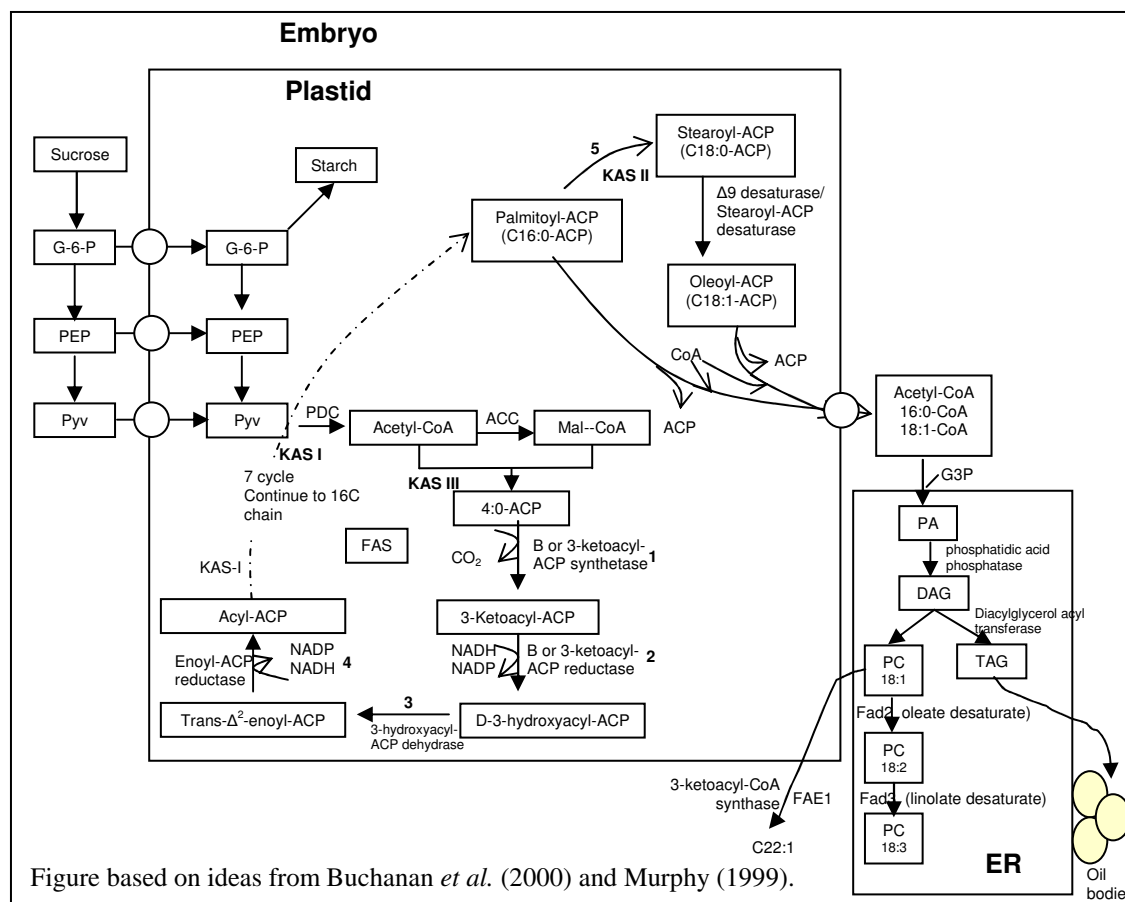 Embryo
Plastid
Sucrose
Starch
G-6-P
G-6-P
PEP
PEP
Pyv
Pyv
PDC
Acetyl-CoA
ACC
Mal--CoA
ACP
KAS I
7 cycle
Continue to 16C
chain
KAS III
4:0-ACP
FAS
CO2
B or 3-ketoacyl-
ACP synthetase 1
3-Ketoacyl-ACP
NADH
NADP
B or 3-ketoacyl-
ACP reductase 2
D-3-hydroxyacyl-ACP
3
3-hydroxyacyl-
ACP dehydrase
Trans-Δ2-enoyl-ACP
Enoyl-ACP
reductase
NADP
NADH 4
Acyl-ACP
KAS-I
Palmitoyl-ACP
(C16:0-ACP)
5
KAS II
Stearoyl-ACP
(C18:0-ACP)
Δ9 desaturase/
Stearoyl-ACP
desaturase
Oleoyl-ACP
(C18:1-ACP)
CoA
ACP
Acetyl-CoA
16:0-CoA
18:1-CoA
G3P
PA
phosphatidic acid
phosphatase
DAG
Diacylglycerol acyl
transferase
PC
18:1
TAG
Fad2 oleate desaturate)
PC
18:2
Fad3 (linolate desaturate)
PC
18:3
3-ketoacyl-CoA
synthase
FAE1
C22:1
ER
Oil
bodie
Figure based on ideas from Buchanan et al. (2000) and Murphy (1999).